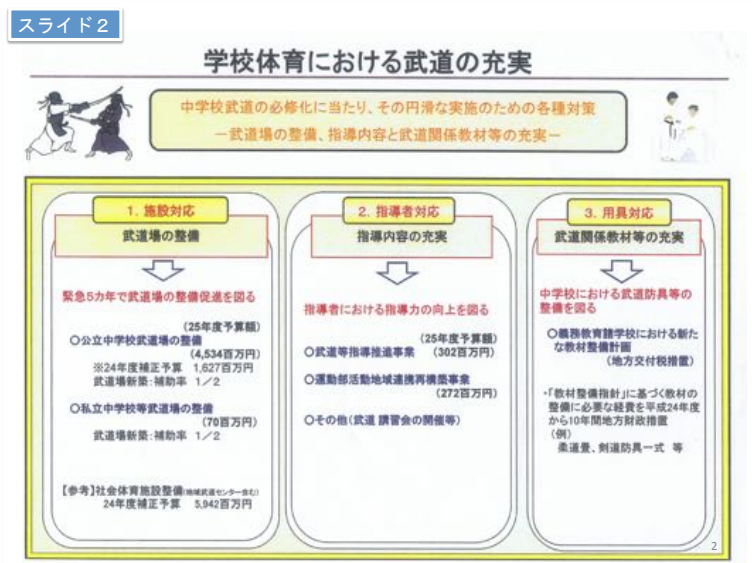 スライド2
学校体育における武道の充実
中学校武道の必修化に当たり、その円滑な実施のための各種対策
－武道場の整備、指導内容と武道関係教材等の充実－
1. 施設対応
武道場の整備
緊急5カ年で武道場の整備促進を図る
(25年度予算額)
○公立中学校武道場の整備
(4,534百万円)
※24年度補正予算 1,627百万円
武道場新築:補助率 1/2
○私立中学校等武道場の整備
(70百万円)
武道場新築:補助率 1/2
【参考】社会体育施設整備(地域武道センター含む)
24年度補正予算 5,942百万円
2. 指導者対応
指導内容の充実
指導者における指導力の向上を図る
(25年度予算額)
○武道等指導推進事業 (302百万円)
○運動部活動地域連携再構築事業
(272百万円)
○その他(武道 講習会の開催等)
3. 用具対応
武道関係教材等の充実
中学校における武道防具等の
整備を図る
○義務教育諸学校における新た
な教材整備計画
(地方交付税措置)
・「教材整備指針」に基づく教材の
整備に必要な経費を平成24年度
から10年間地方財政措置
(例)
柔道畳、剣道防具一式 等
2